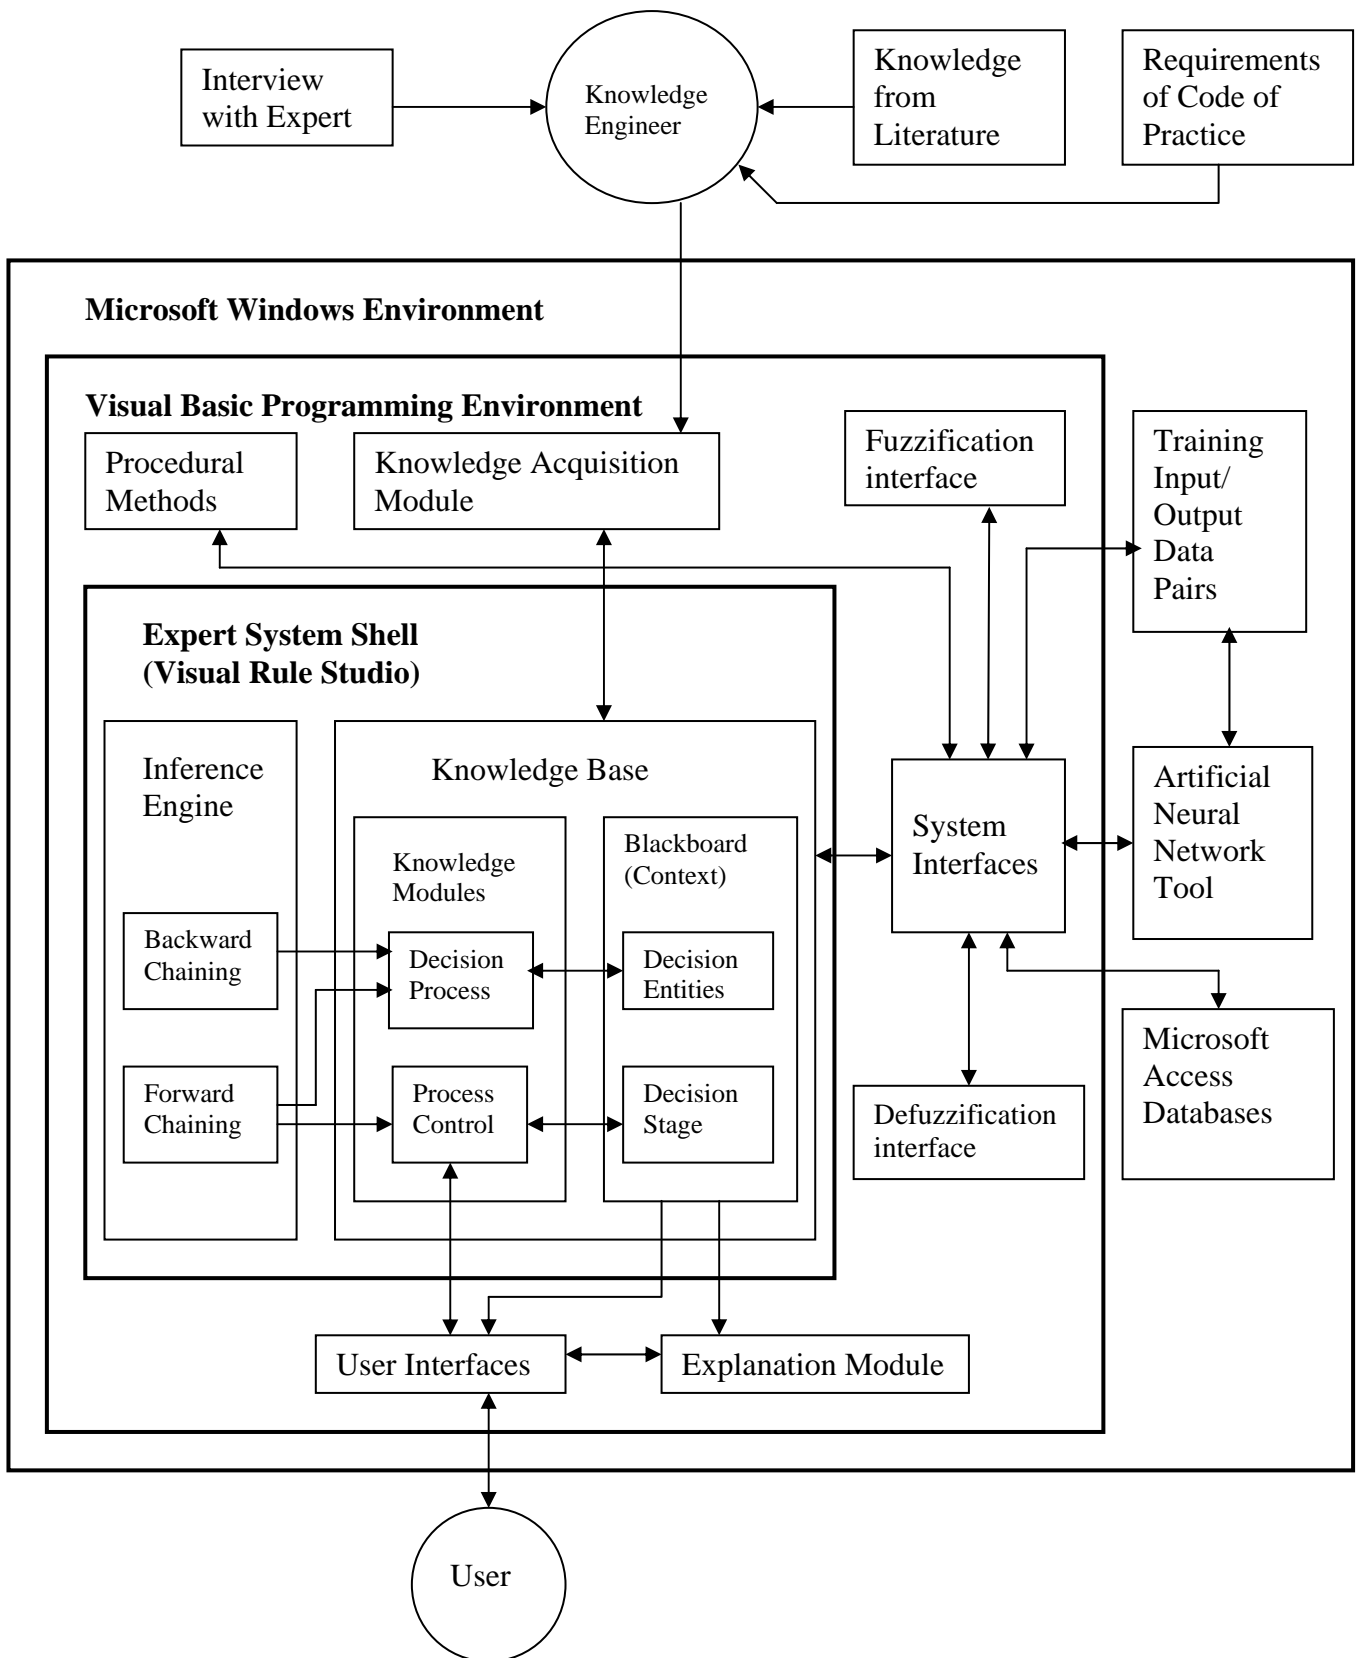 Interview
with Expert
Knowledge
Engineer
Knowledge
from
Literature
Requirements
of Code of
Practice
Microsoft Windows Environment
Visual Basic Programming Environment
Procedural
Methods
Knowledge Acquisition
Module
Fuzzification
interface
Training
Input/
Output
Data
Pairs
Expert System Shell
(Visual Rule Studio)
Inference
Engine
Knowledge Base
Knowledge
Modules
Blackboard
(Context)
System
Interfaces
Artificial
Neural
Network
Tool
Backward
Chaining
Decision
Process
Decision
Entities
Forward
Chaining
Process
Control
Decision
Stage
Defuzzification
interface
Microsoft
Access
Databases
User Interfaces
Explanation Module
User